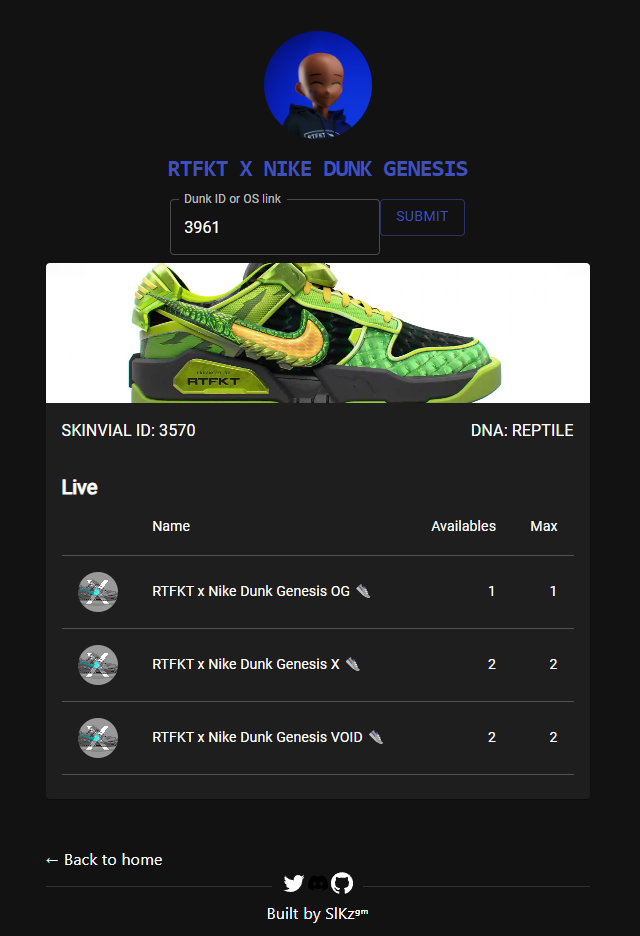 RTFKT
RTFKT X NIKE DUNK GENESIS
Dunk ID or OS link
3961
SUBMIT
RTFKT
SKINVIAL ID: 3570 DNA: REPTILE
Live
Name Availables Max
RTFKT x Nike Dunk Genesis OG 👟 1 1
RTFKT x Nike Dunk Genesis X 👟 2 2
RTFKT x Nike Dunk Genesis VOID 👟 2 2
← Back to home
Built by SlKzᵍᵐ